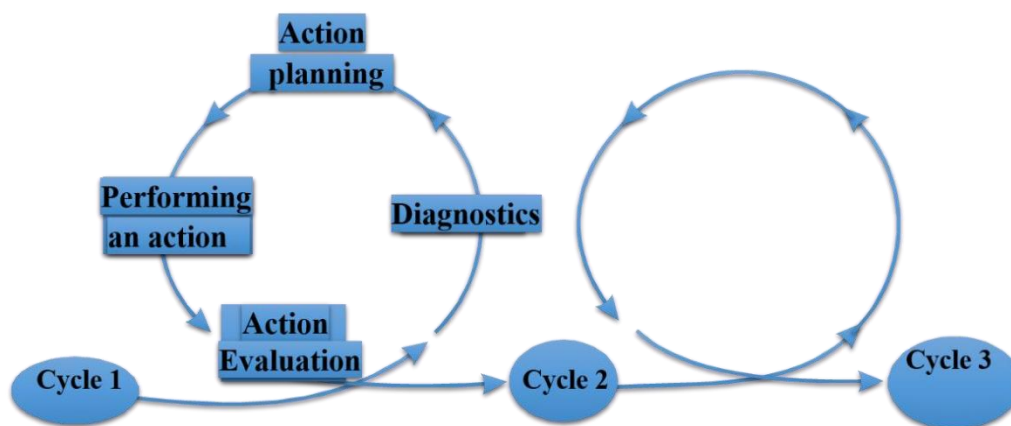 Action
planning
Performing
an action
Diagnostics
Action
Evaluation
Cycle 1
Cycle 2
Cycle 3